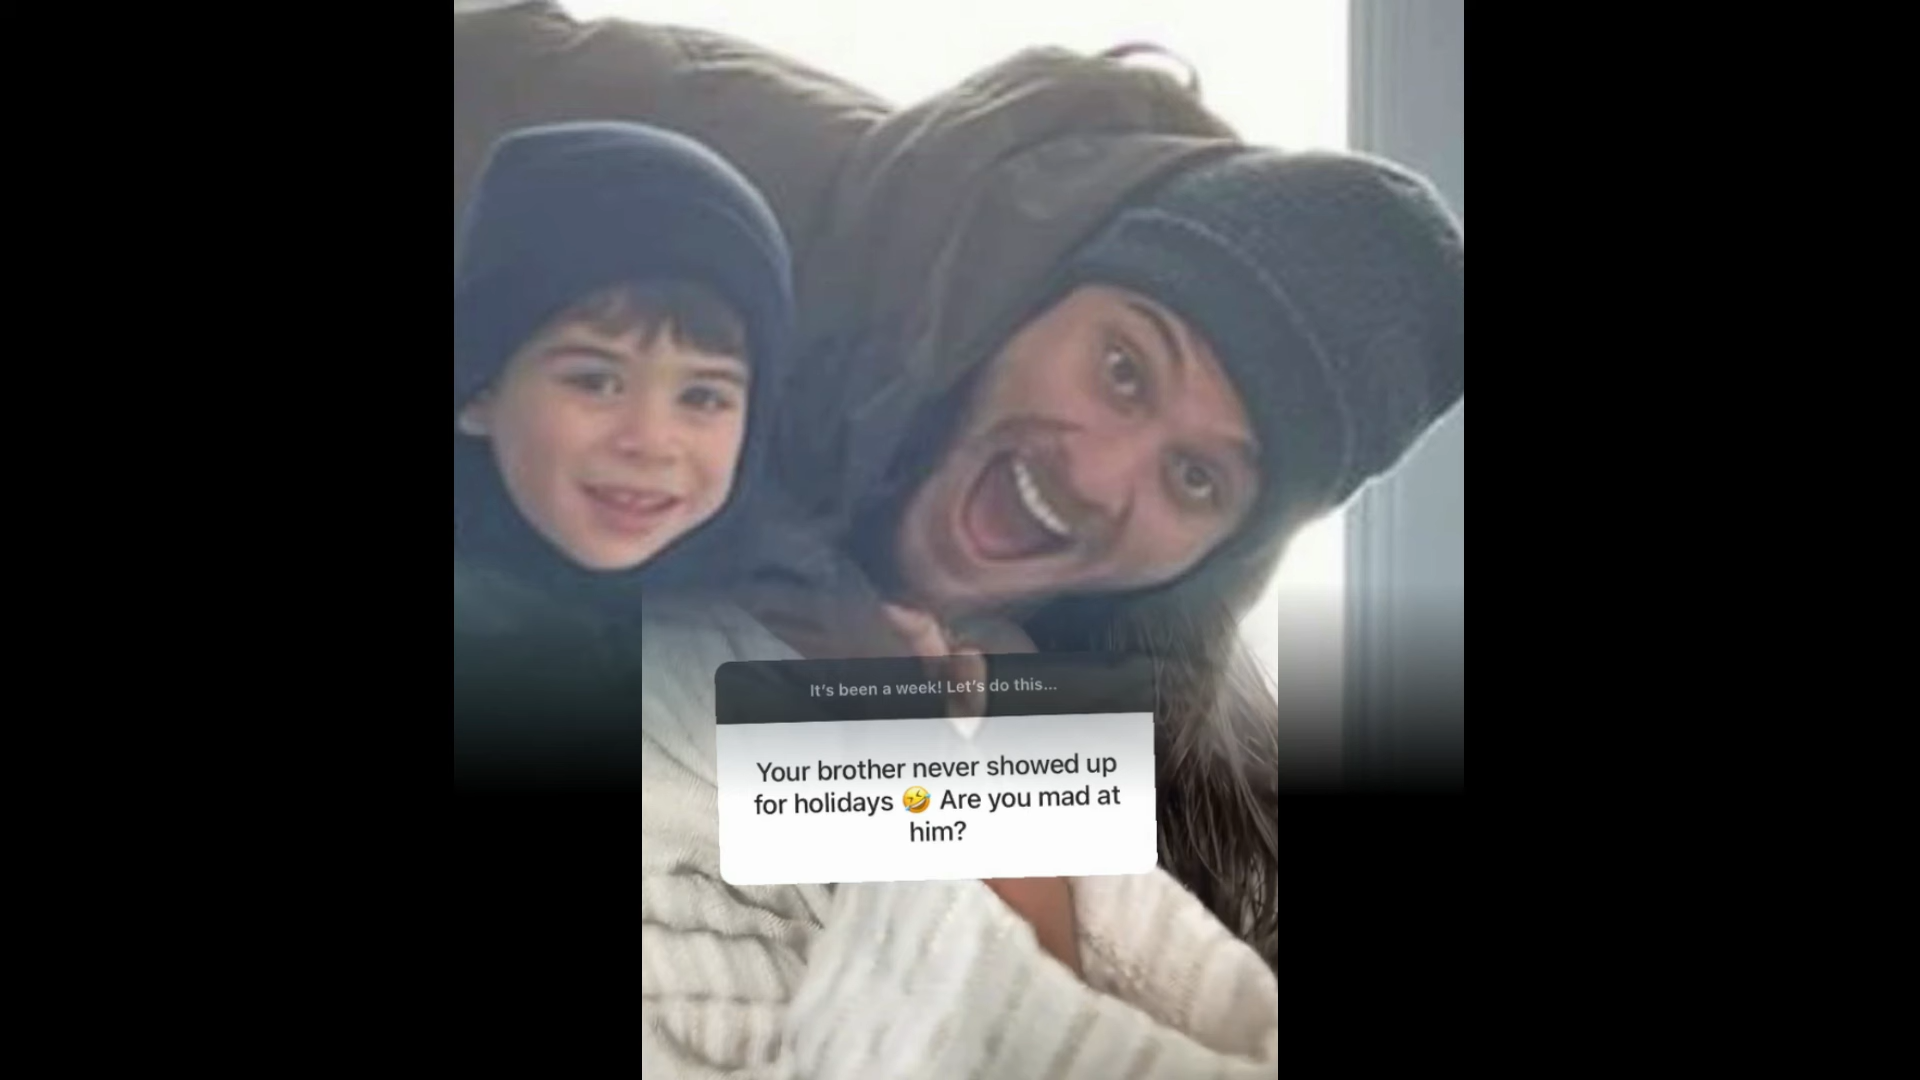 It's been a week! Let's do this...
Your brother never showed up
for holidays 🤣 Are you mad at
him?